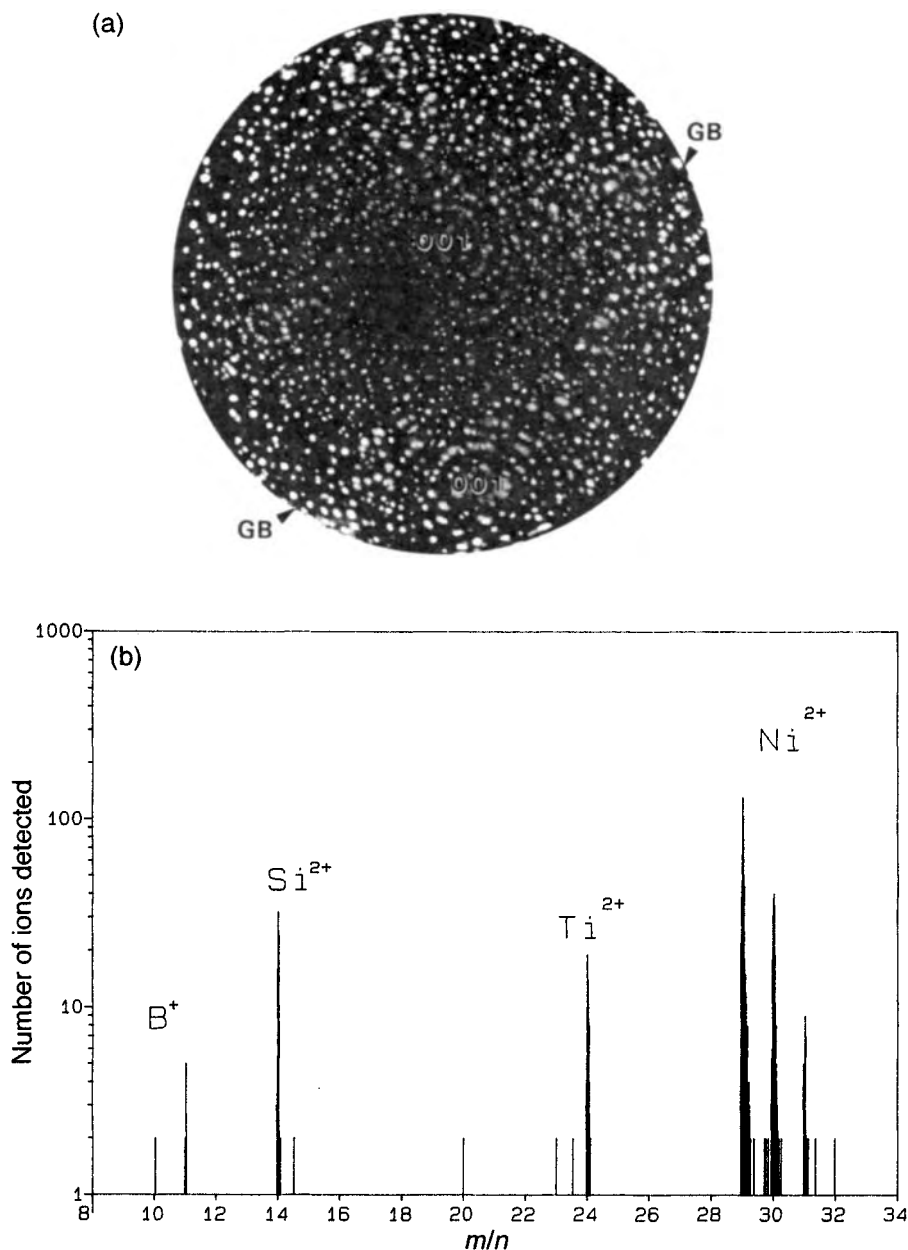 (a)
GB
001
001
GB
(b)
Number of ions detected
1000
100
10
1
B+
Si2+
Ti2+
Ni2+
8 10 12 14 16 18 20 22 24 26 28 30 32 34
m/n